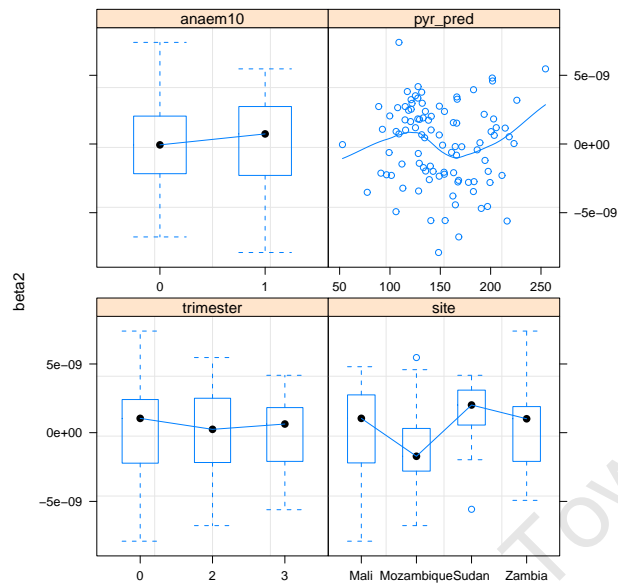 anaem10 pyr_pred
5e−09
0e+00
−5e−09
0 1 50 100 150 200 250
beta2
trimester site
5e−09
0e+00
−5e−09
0 2 3 Mali Mozambique Sudan Zambia
Tow